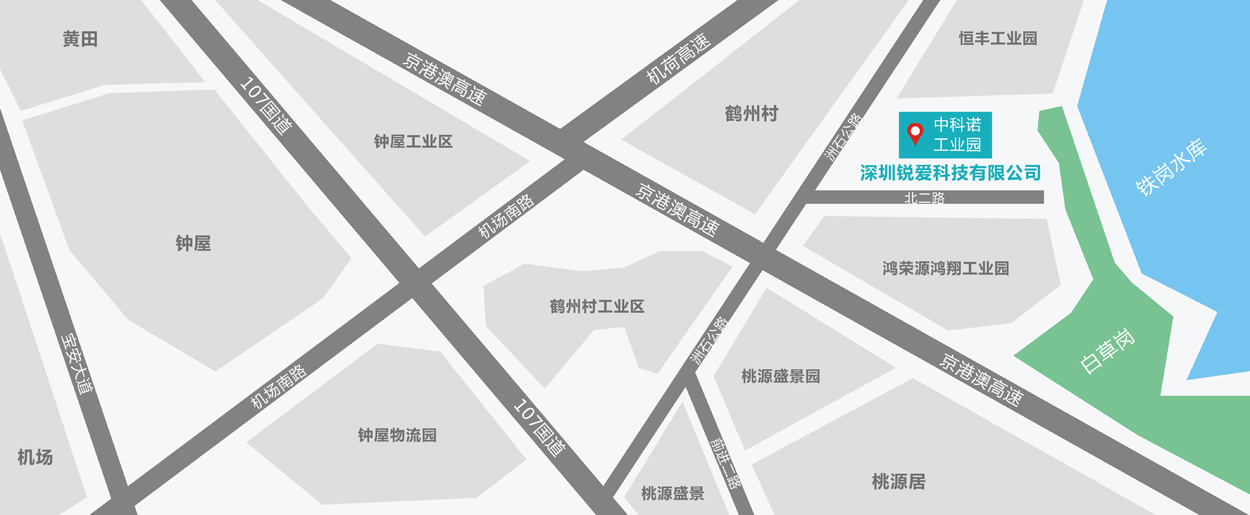 黄田
107国道
京港澳高速
机荷高速
恒丰工业园
钟屋工业区
鹤州村
洲石公路
中科诺
工业园
深圳锐爱科技有限公司
铁岗水库
北二路
机场南路
京港澳高速
钟屋
鹤州村工业区
鸿荣源鸿翔工业园
宝安大道
洲石公路
白草岗
机场南路
桃源盛景园
京港澳高速
107国道
钟屋物流园
机场
前进二路
桃源居
桃源盛景